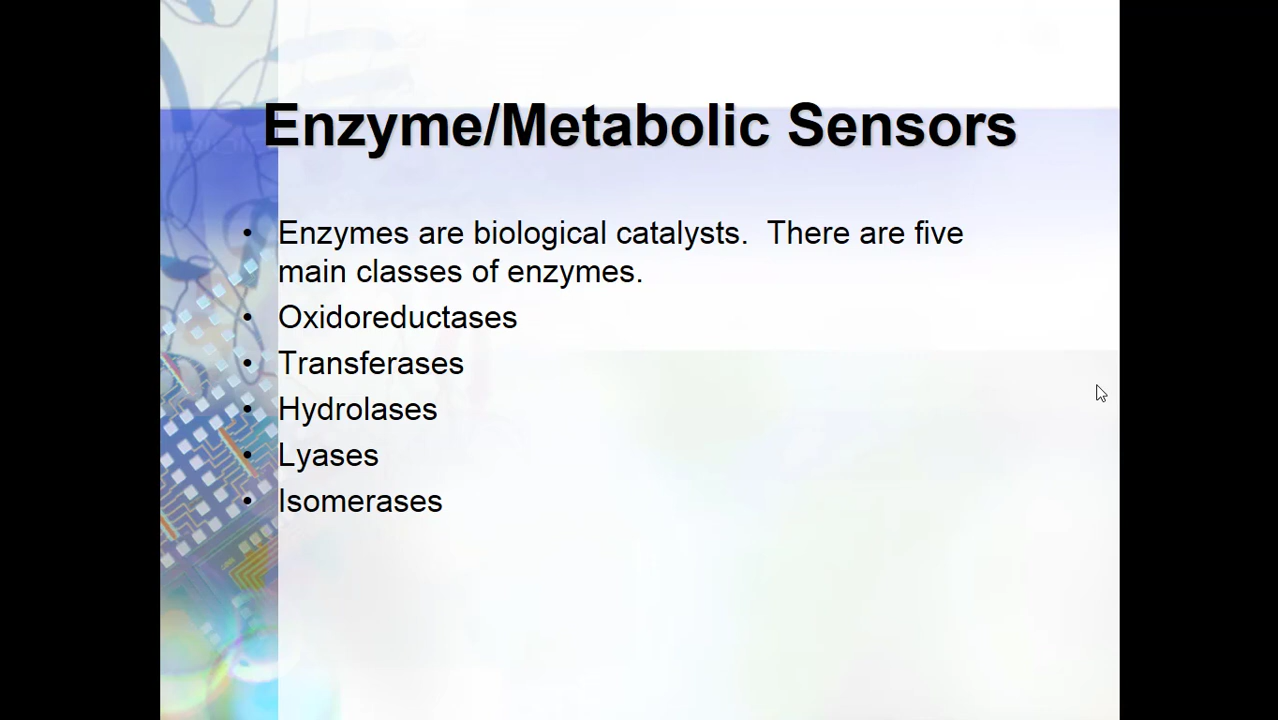 Enzyme/Metabolic Sensors
• Enzymes are biological catalysts.  There are five
main classes of enzymes.
• Oxidoreductases
• Transferases
• Hydrolases
• Lyases
• Isomerases